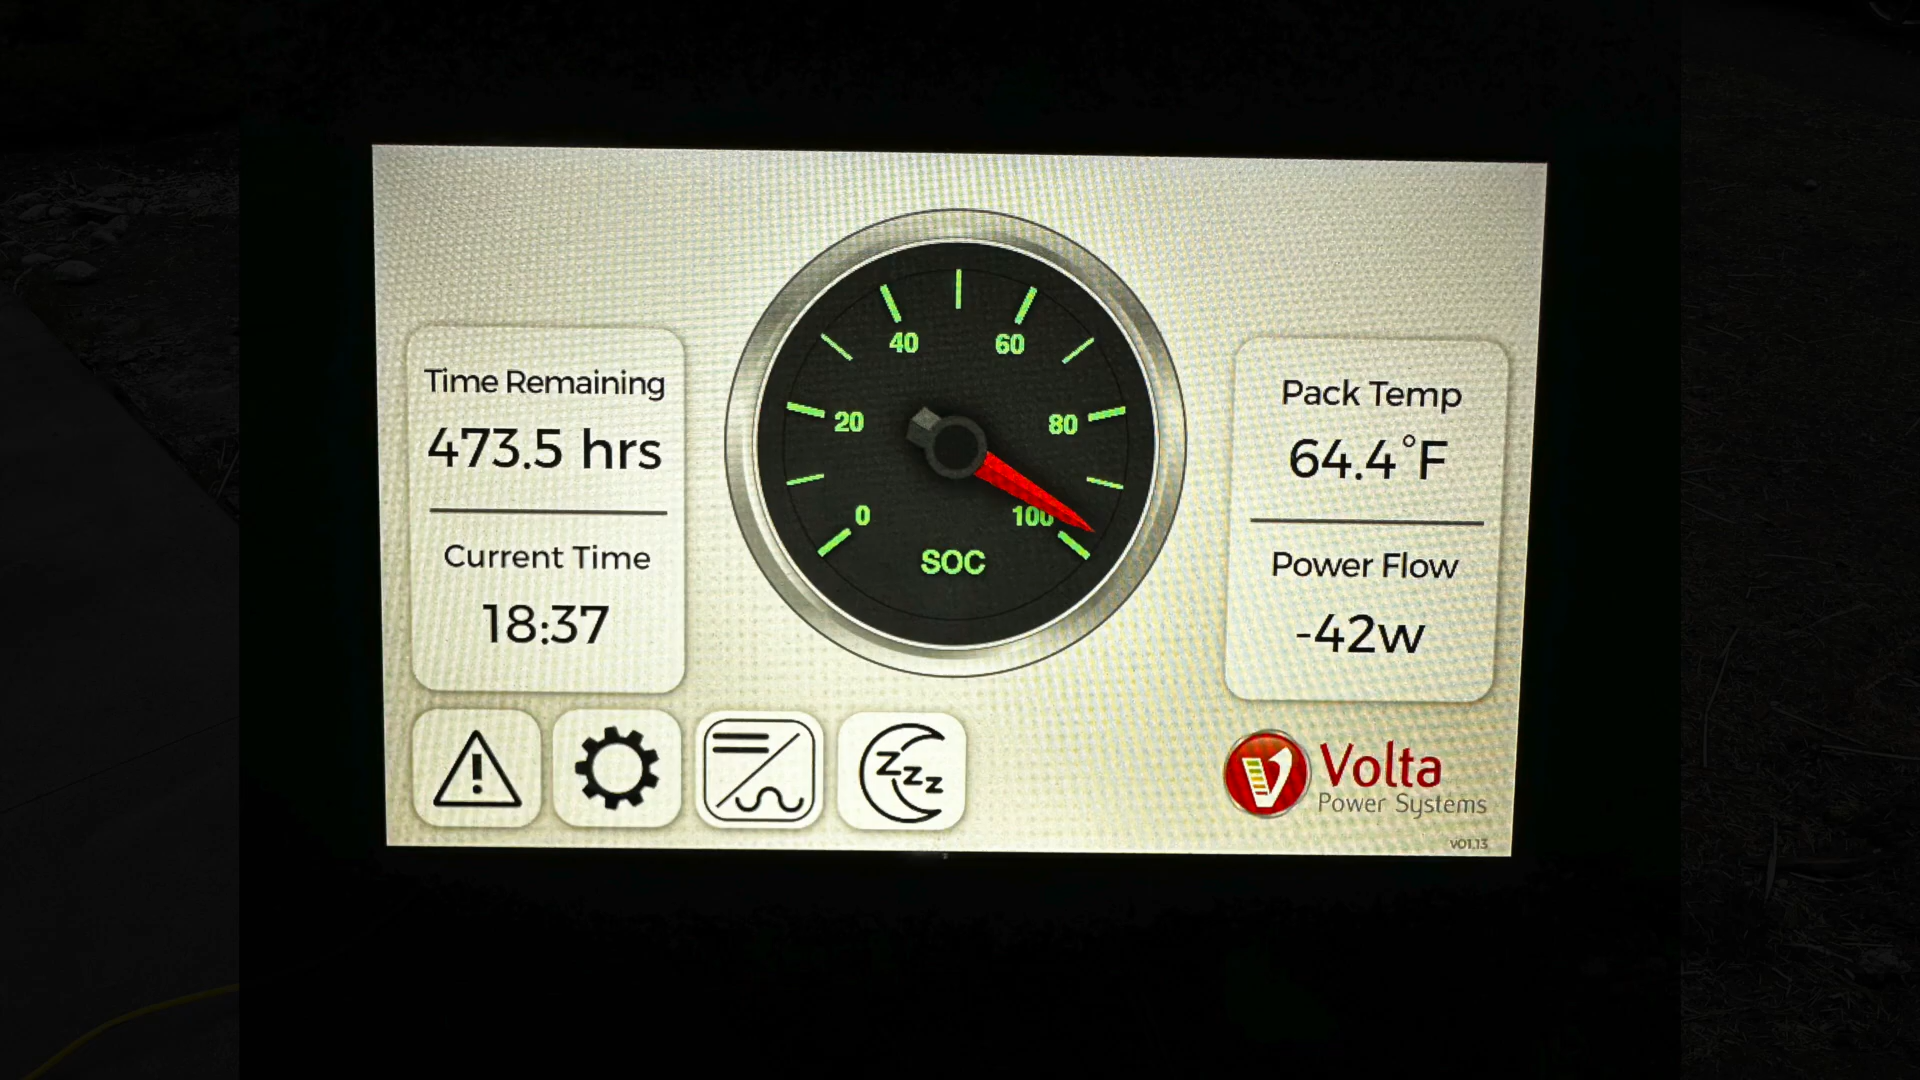 Time Remaining
473.5 hrs
Current Time
18:37
40
60
20
80
0
100
SOC
Pack Temp
64.4°F
Power Flow
-42w
zzz
Volta
Power Systems
v01.13